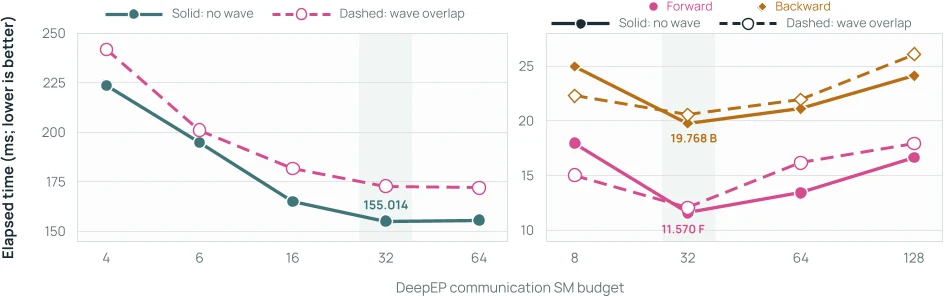 Solid: no wave
Dashed: wave overlap
Elapsed time (ms; lower is better)
250
225
200
175
150
155.014
4
6
16
32
64
Forward
Backward
Solid: no wave
Dashed: wave overlap
25
20
15
10
19.768 B
11.570 F
8
32
64
128
DeepEP communication SM budget